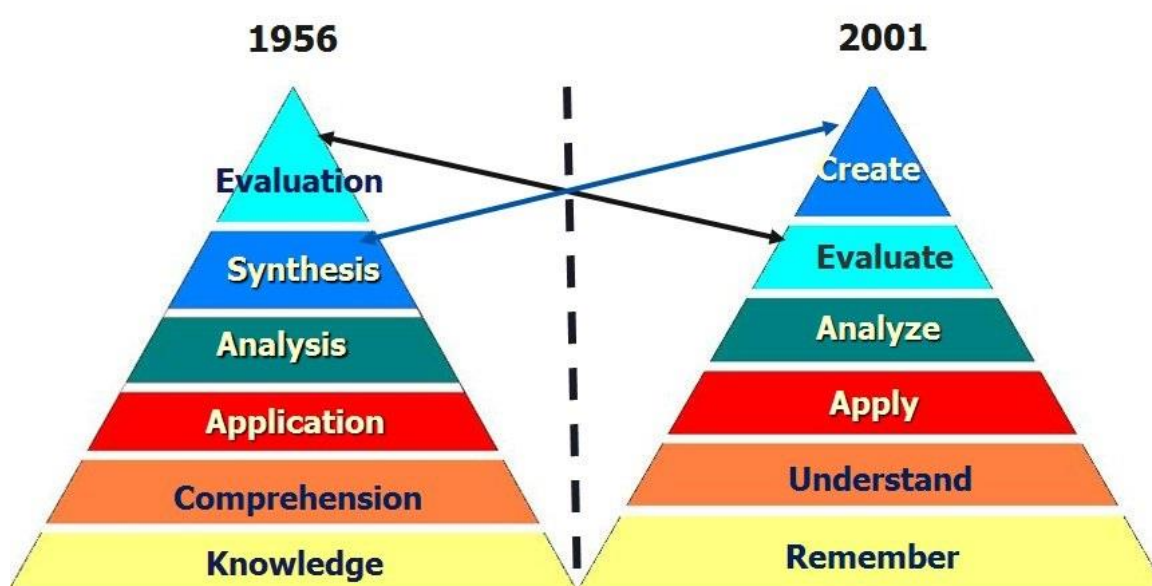 1956
Evaluation
Synthesis
Analysis
Application
Comprehension
Knowledge
2001
Create
Evaluate
Analyze
Apply
Understand
Remember